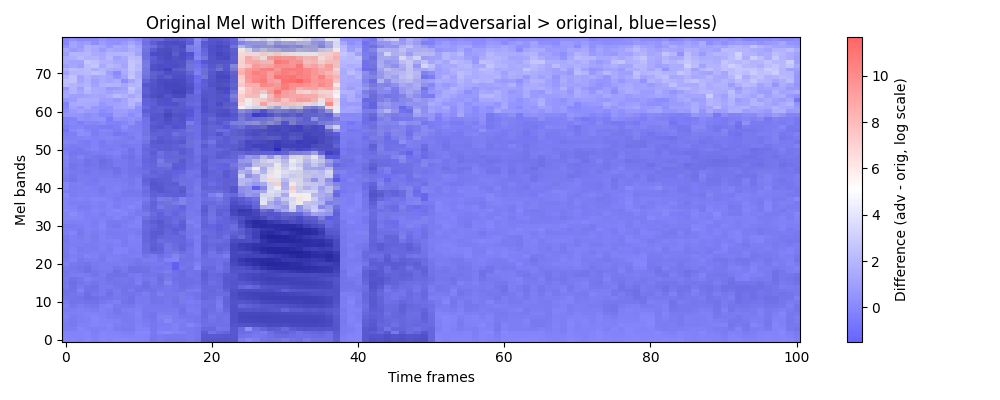 Original Mel with Differences (red=adversarial > original, blue=less)
Mel bands
70
60
50
40
30
20
10
0
0 20 40 60 80 100
Time frames
10
8
6
4
2
0
Difference (adv - orig, log scale)